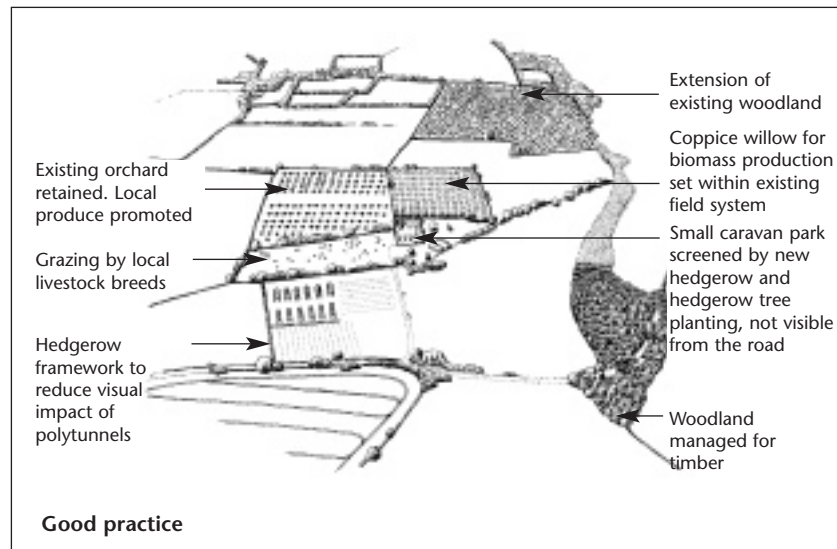 Existing orchard
retained. Local
produce promoted
Grazing by local
livestock breeds
Hedgerow
framework to
reduce visual
impact of
polytunnels
Extension of
existing woodland
Coppice willow for
biomass production
set within existing
field system
Small caravan park
screened by new
hedgerow and
hedgerow tree
planting, not visible
from the road
Woodland
managed for
timber
Good practice